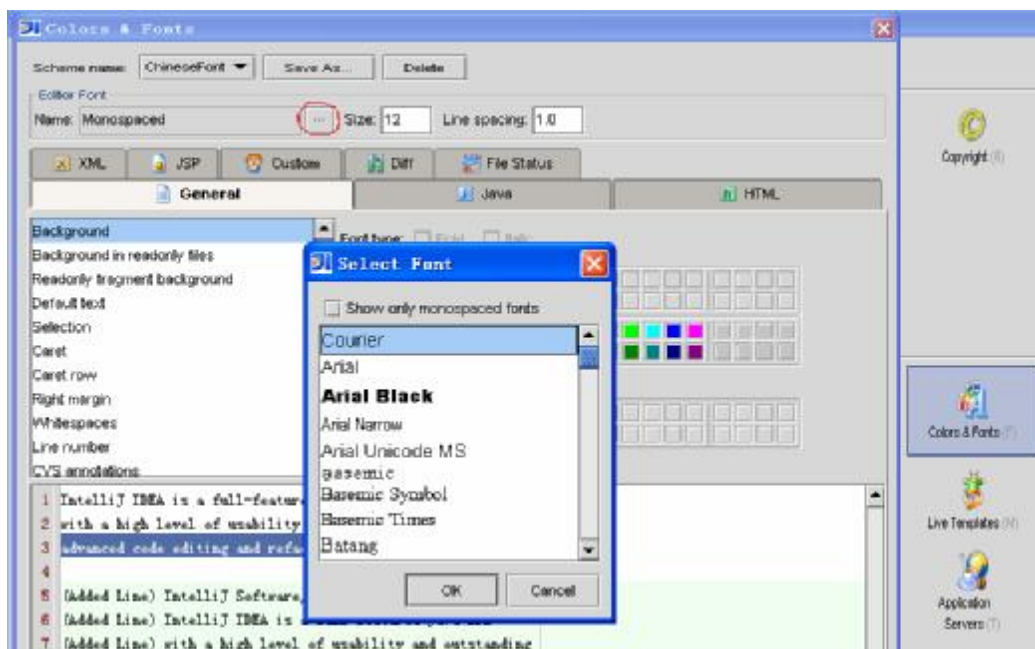 Colors & Fonts
Scheme name: ChineseFont Save As... Delete
Editor Font
Name: Monospaced ... Size: 12 Line spacing: 1.0
XML JSP Custom Diff File Status
General Java HTML
Background
Background in readonly files
Readonly fragment background
Default text
Selection
Caret
Caret row
Right margin
Whitespaces
Line number
CVS annotations
Font type:
Select Font
Show only monospaced fonts
Courier
Arial
Arial Black
Arial Narrow
Arial Unicode MS
Basemic
Basemic Symbol
Basemic Times
Batang
OK Cancel
1 IntelliJ IDEA is a full-featur
2 with a high level of usability
3 advanced code editing and refa
4
5 (Added Line) IntelliJ Software,
6 (Added Line) IntelliJ IDEA is
7 (Added Line) with a high level of usability and outstanding
Copyright
Colors & Fonts
Live Templates (N)
Application
Servers (T)